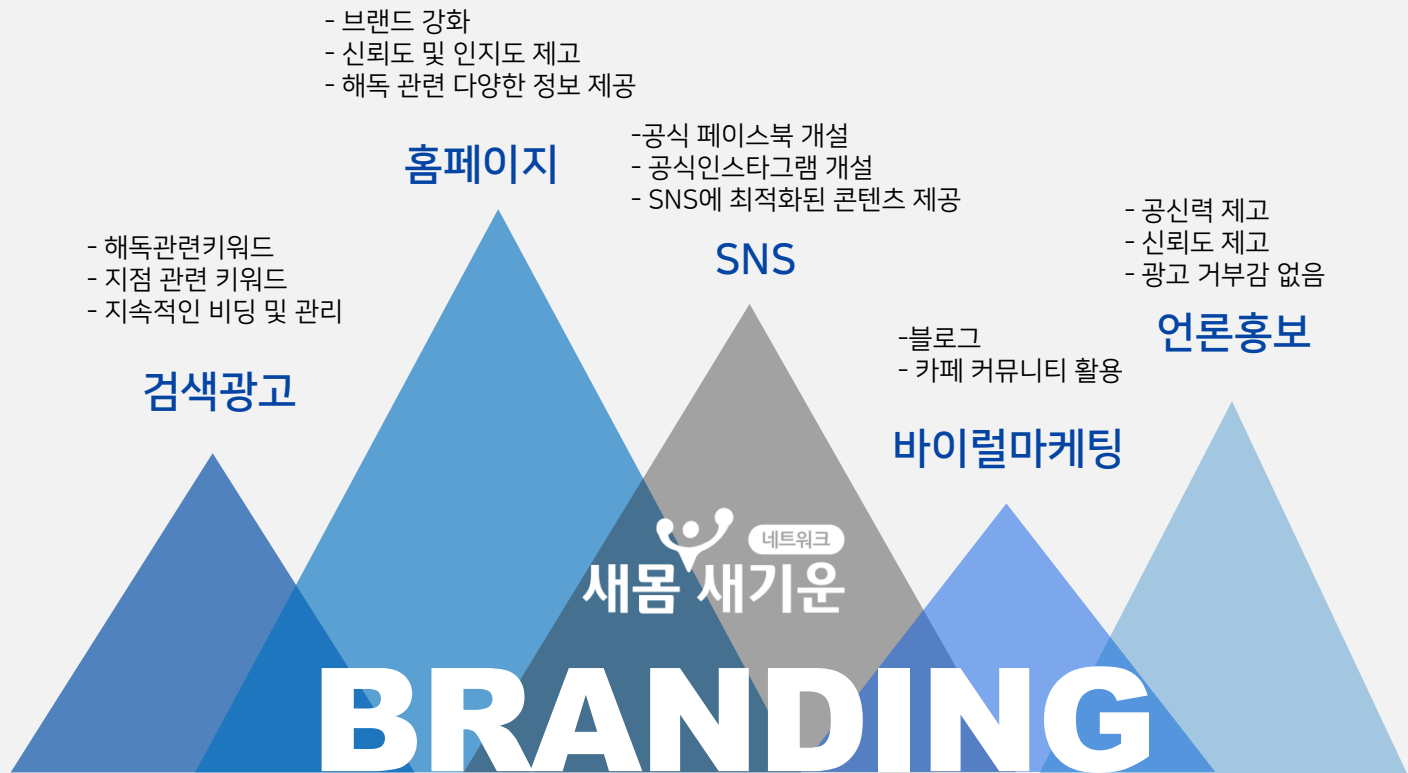 - 브랜드 강화
- 신뢰도 및 인지도 제고
- 해독 관련 다양한 정보 제공
홈페이지
-공식 페이스북 개설
- 공식인스타그램 개설
- SNS에 최적화된 콘텐츠 제공
SNS
- 해독관련키워드
- 지점 관련 키워드
- 지속적인 비딩 및 관리
검색광고
-블로그
- 카페 커뮤니티 활용
바이럴마케팅
- 공신력 제고
- 신뢰도 제고
- 광고 거부감 없음
언론홍보
네트워크
새몸 새기운
BRANDING